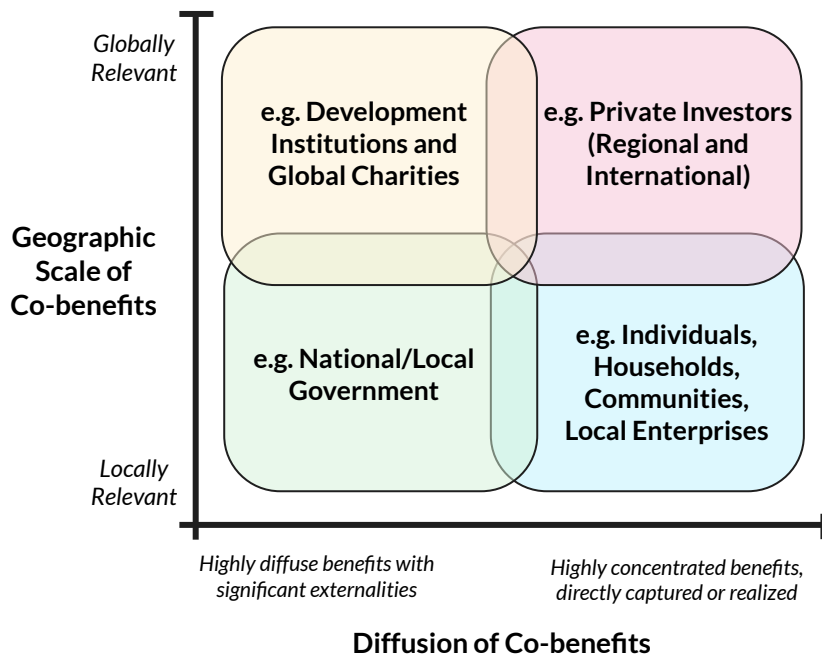 Globally
Relevant
e.g. Development
Institutions and
Global Charities
e.g. Private Investors
(Regional and
International)
Geographic
Scale of
Co-benefits
e.g. National/Local
Government
e.g. Individuals,
Households,
Communities,
Local Enterprises
Locally
Relevant
Highly diffuse benefits with
significant externalities
Highly concentrated benefits,
directly captured or realized
Diffusion of Co-benefits